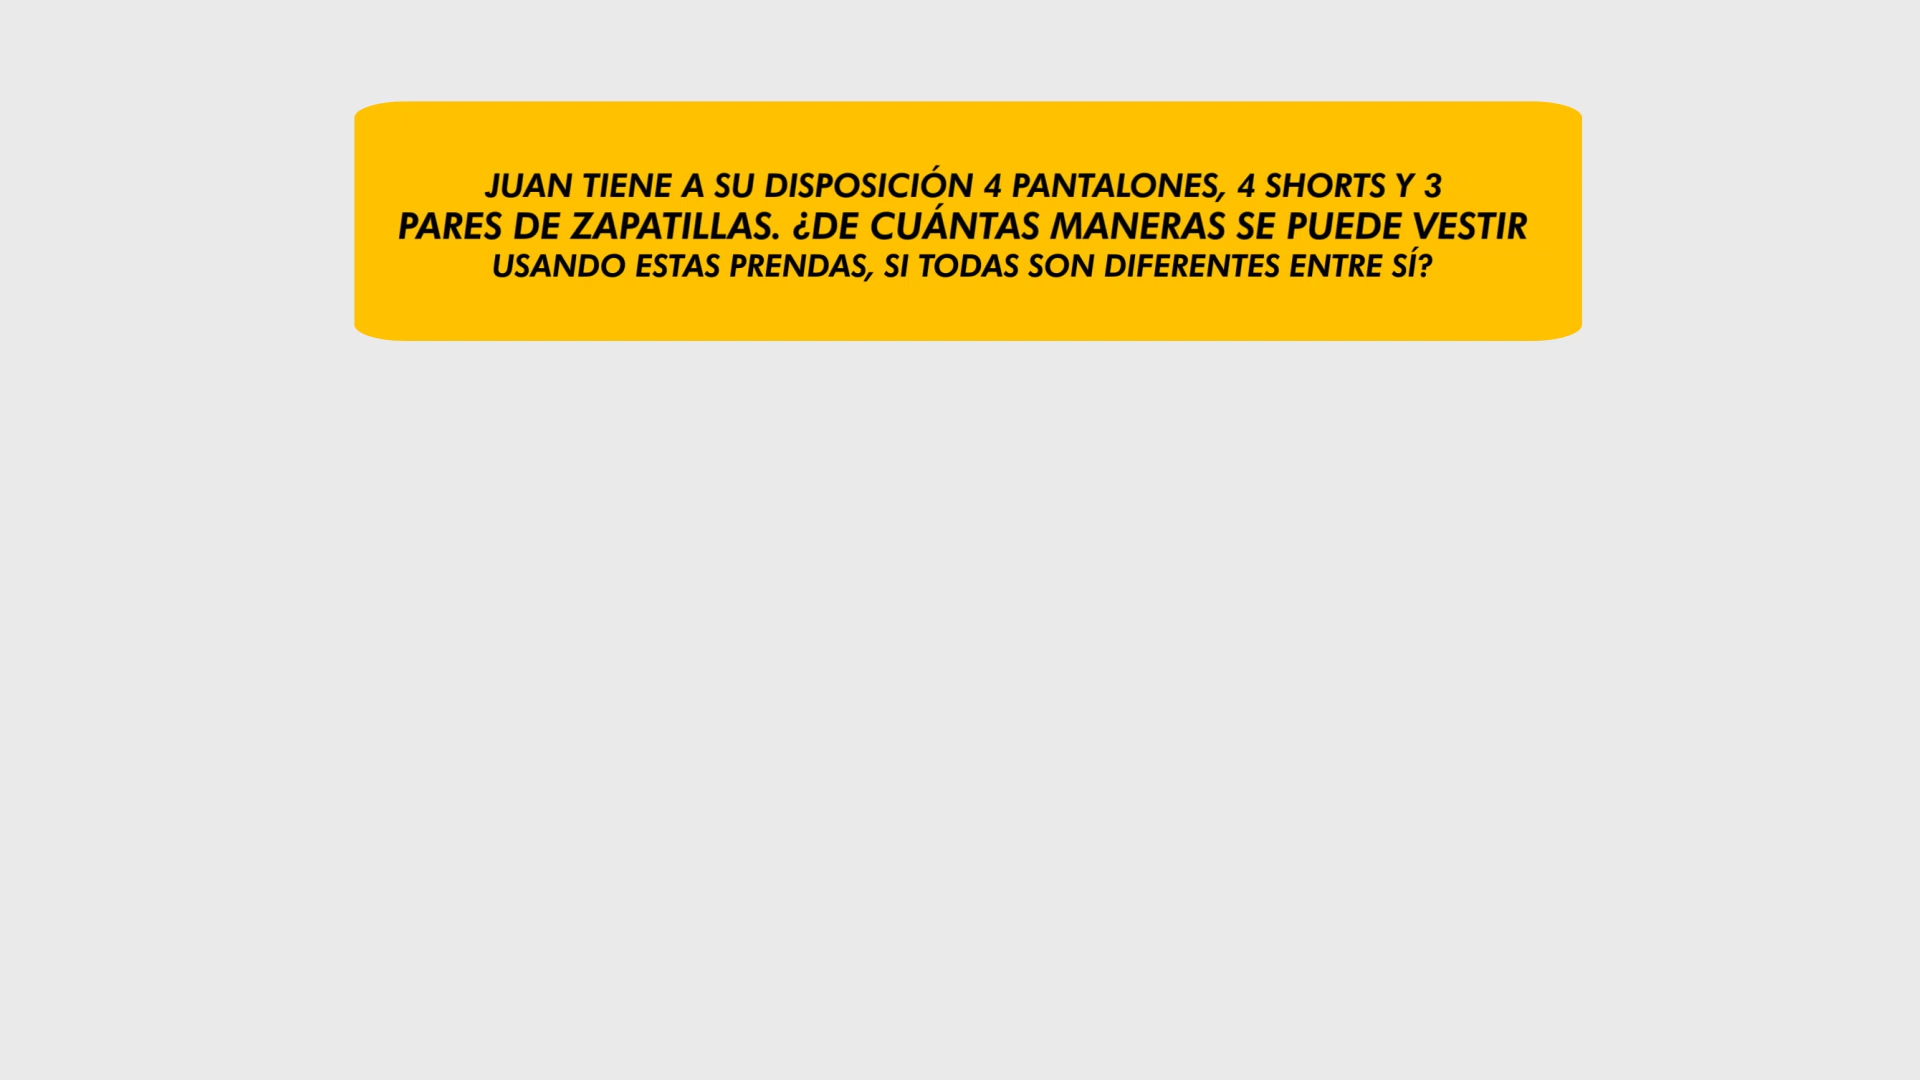 JUAN TIENE A SU DISPOSICIÓN 4 PANTALONES, 4 SHORTS Y 3
PARES DE ZAPATILLAS. ¿DE CUÁNTAS MANERAS SE PUEDE VESTIR
USANDO ESTAS PRENDAS, SI TODAS SON DIFERENTES ENTRE SÍ?